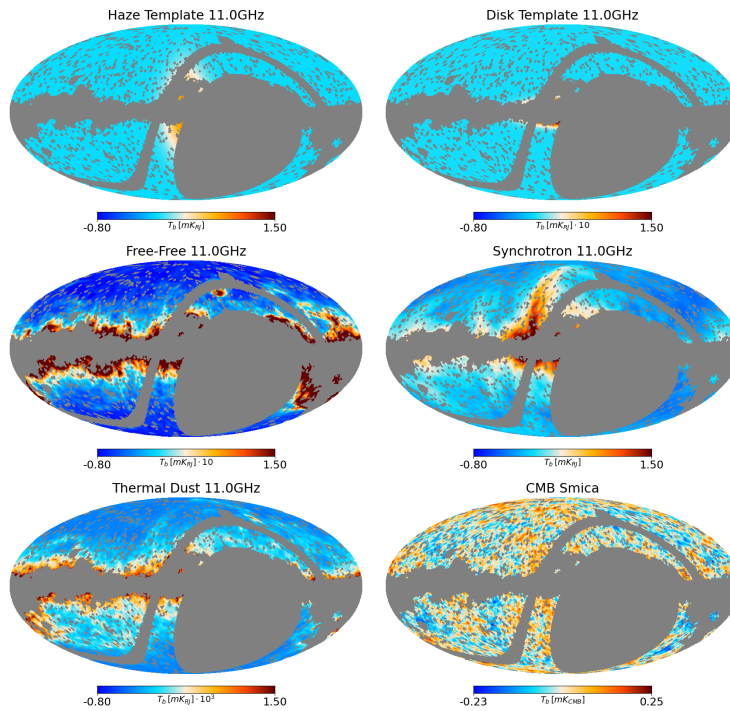 Haze Template 11.0GHz
Disk Template 11.0GHz
-0.80 T_b [mK_RJ] 1.50
-0.80 T_b [mK_RJ] · 10 1.50
Free-Free 11.0GHz
Synchrotron 11.0GHz
-0.80 T_b [mK_RJ] · 10 1.50
-0.80 T_b [mK_RJ] 1.50
Thermal Dust 11.0GHz
CMB Smica
-0.80 T_b [mK_RJ] · 10³ 1.50
-0.23 T_b [mK_CMB] 0.25